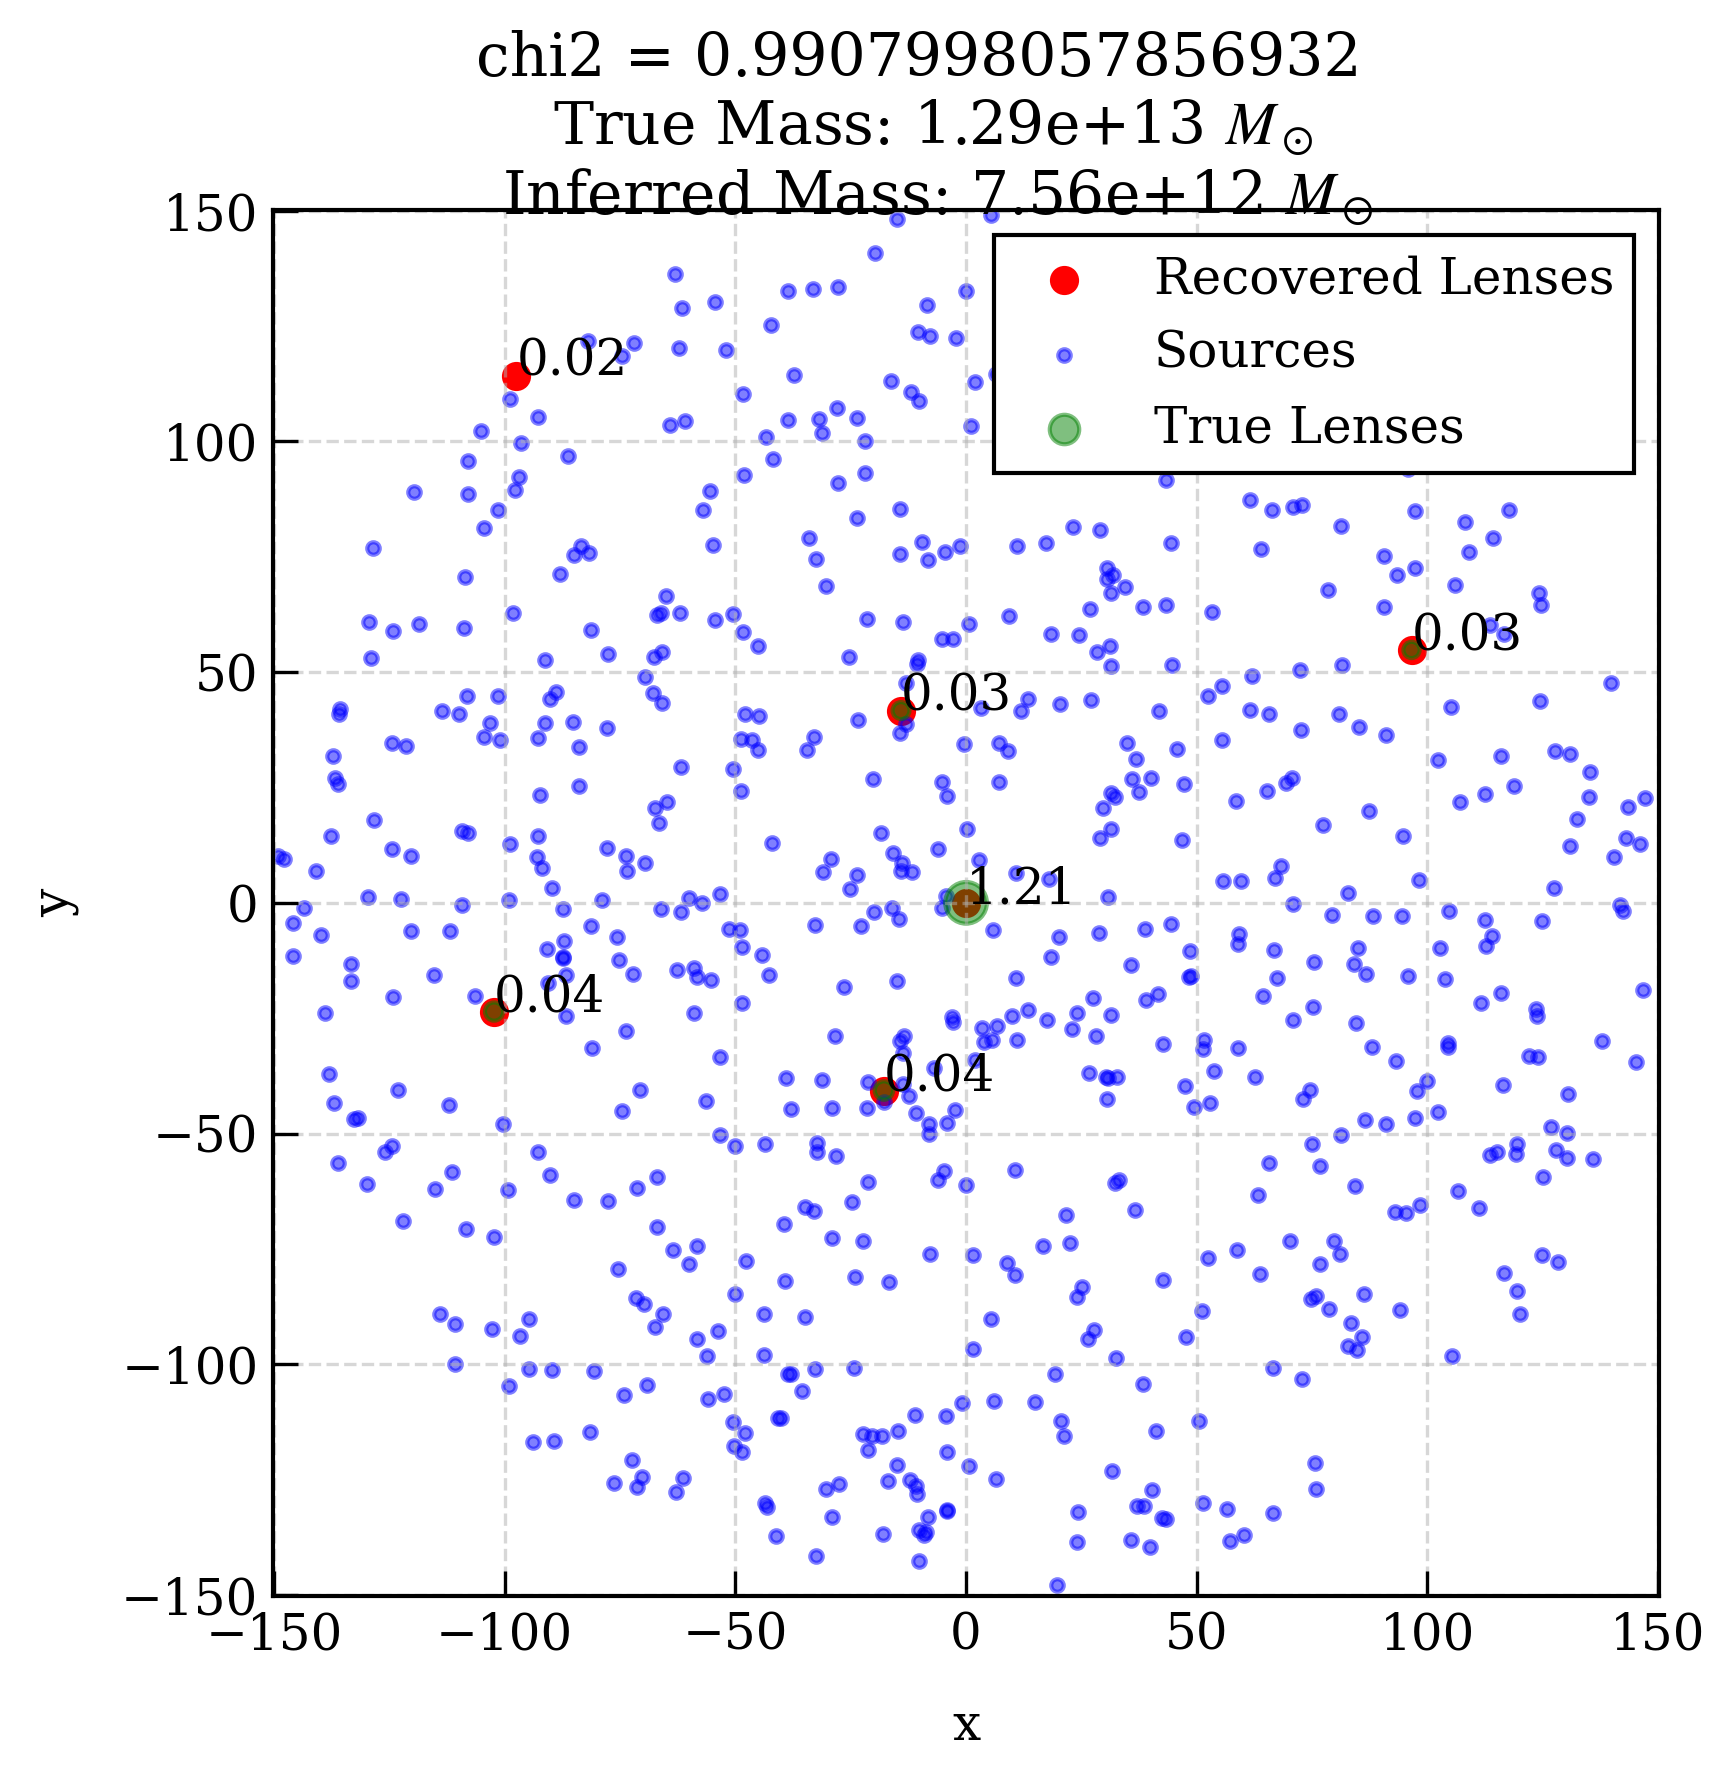 chi2 = 0.9907998057856932
True Mass: 1.29e+13 M⊙
Inferred Mass: 7.56e+12 M⊙
Recovered Lenses
Sources
True Lenses
0.02
0.03
0.03
1.21
0.04
0.04
150
100
50
0
−50
−100
−150
y
−150 −100 −50 0 50 100 150
x